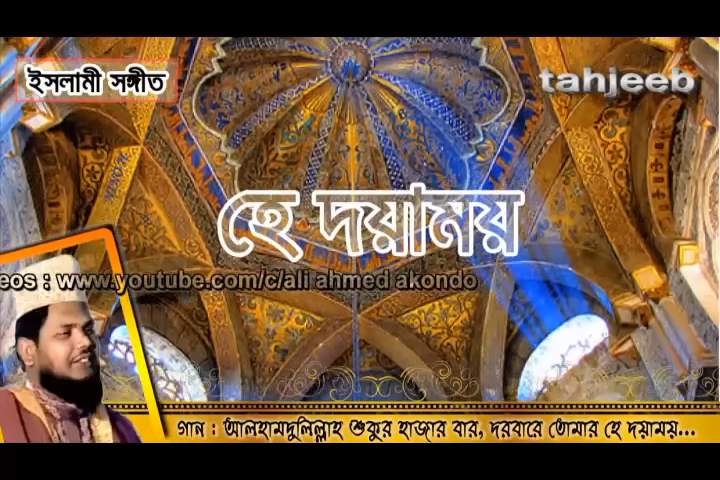 ইসলামী সঙ্গীত
tahjeeb
হে দয়াময়
eos : www.youtube.com/c/ali ahmed akondo
গান : আলহামদুলিল্লাহ শুকুর হাজার বার, দরবারে তোমার হে দয়াময়...